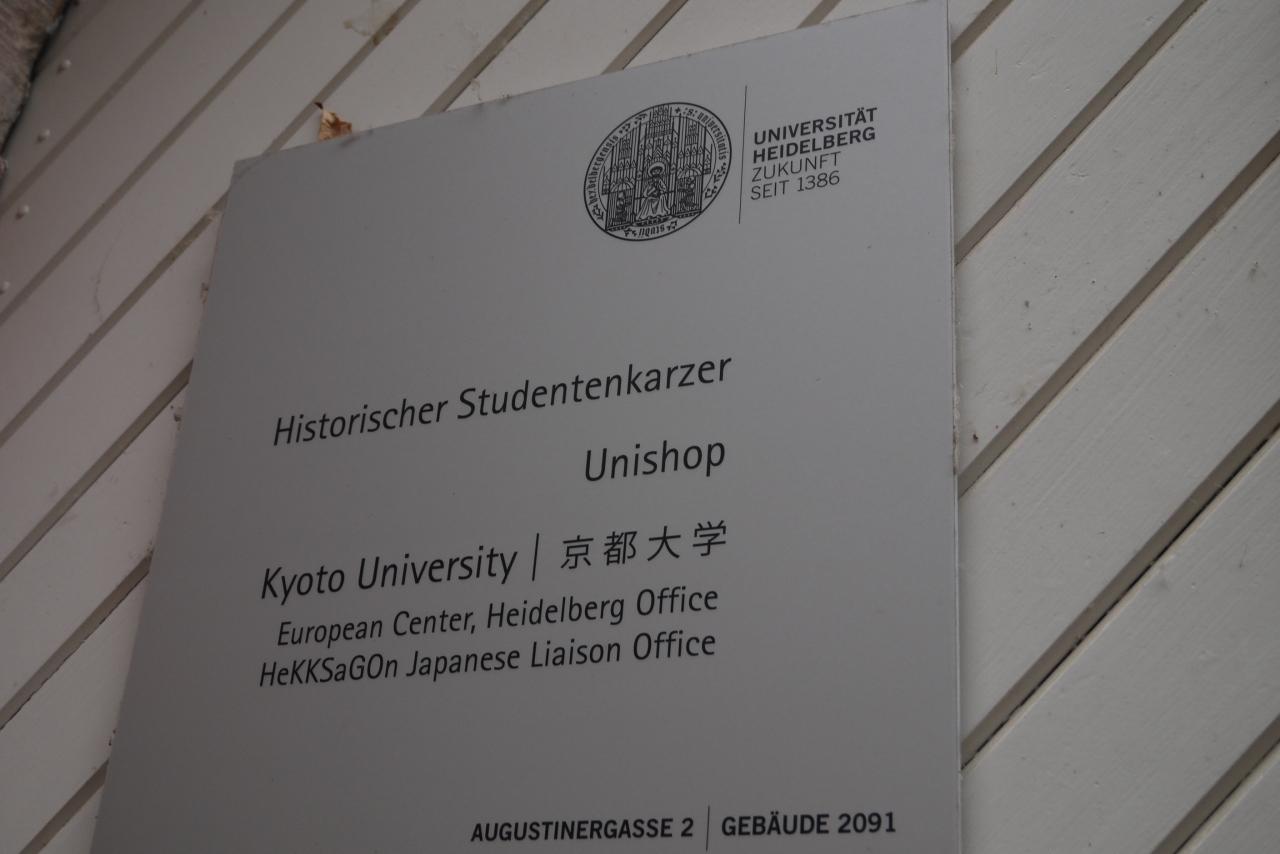 UNIVERSITÄT
HEIDELBERG
ZUKUNFT
SEIT 1386
Historischer Studentenkarzer
Unishop
Kyoto University | 京都大学
European Center, Heidelberg Office
HeKKSaGOn Japanese Liaison Office
AUGUSTINERGASSE 2 | GEBÄUDE 2091